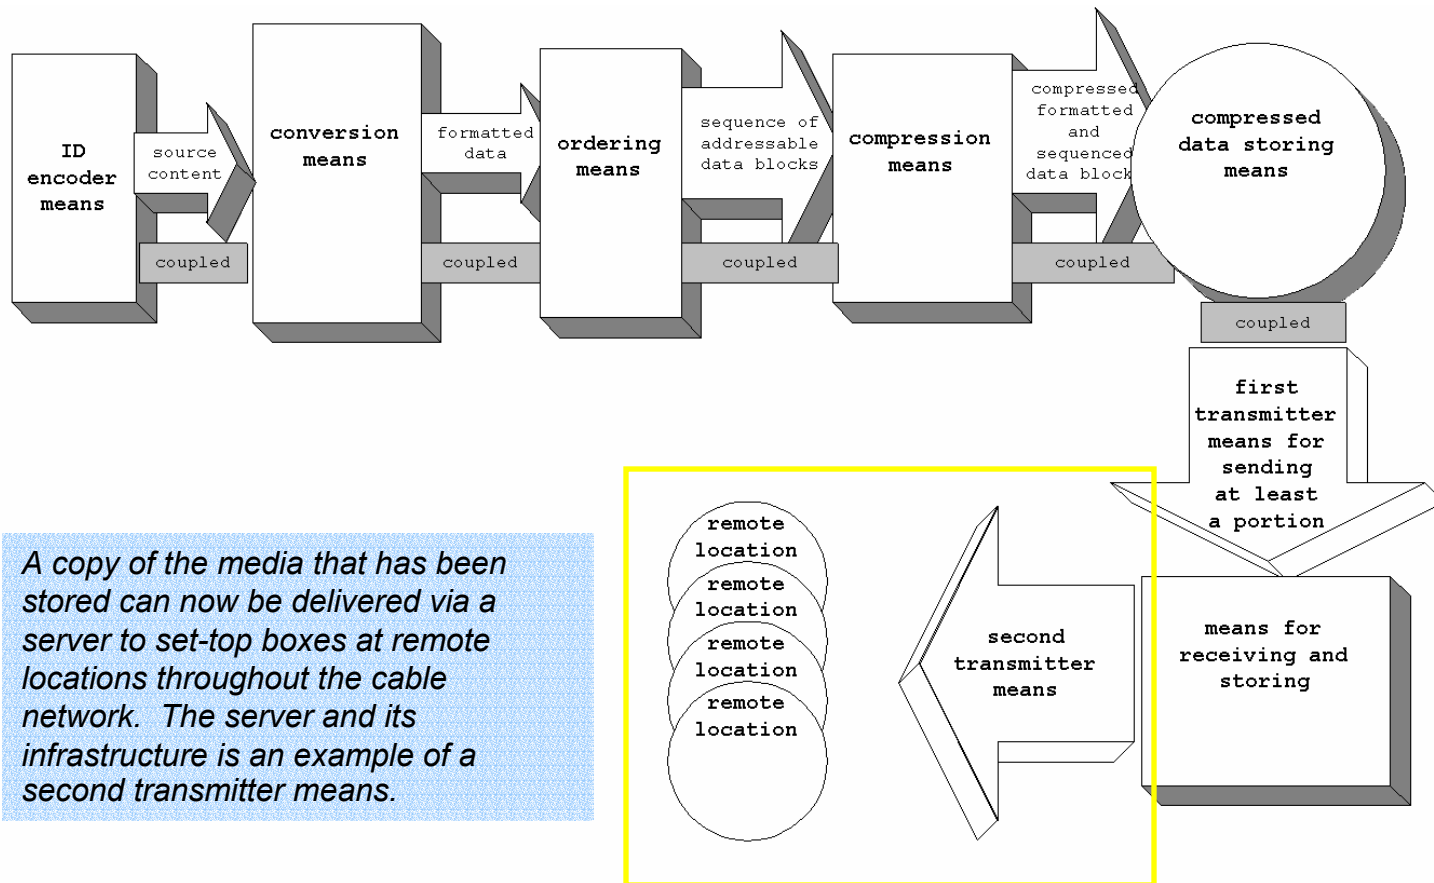 ID
encoder
means
source
content
coupled
conversion
means
formatted
data
coupled
ordering
means
sequence of
addressable
data blocks
coupled
compression
means
compressed
formatted
and
sequenced
data block
coupled
compressed
data storing
means
coupled
first
transmitter
means for
sending
at least
a portion
means for
receiving and
storing
second
transmitter
means
remote
location
remote
location
remote
location
remote
location
A copy of the media that has been
stored can now be delivered via a
server to set-top boxes at remote
locations throughout the cable
network.  The server and its
infrastructure is an example of a
second transmitter means.